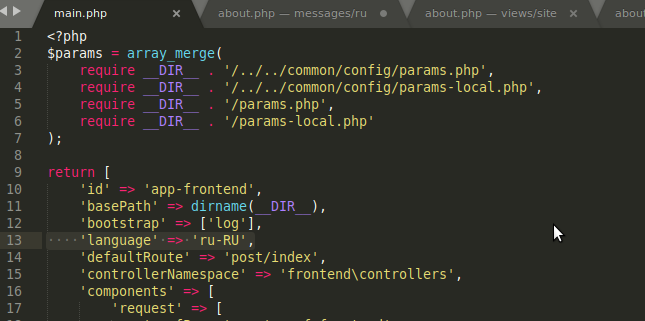 main.php × about.php — messages/ru about.php — views/site × about
1 <?php
2 $params = array_merge(
3 require __DIR__ . '/../../common/config/params.php',
4 require __DIR__ . '/../../common/config/params-local.php',
5 require __DIR__ . '/params.php',
6 require __DIR__ . '/params-local.php'
7 );
8
9 return [
10 'id' => 'app-frontend',
11 'basePath' => dirname(__DIR__),
12 'bootstrap' => ['log'],
13 'language' => 'ru-RU',
14 'defaultRoute' => 'post/index',
15 'controllerNamespace' => 'frontend\controllers',
16 'components' => [
17 'request' => [